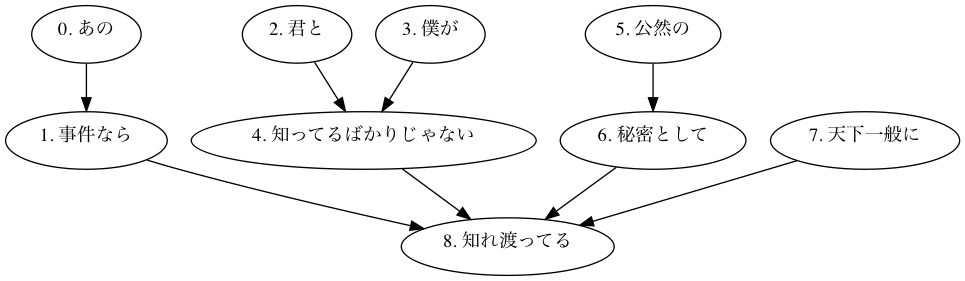 0. あの
2. 君と
3. 僕が
5. 公然の
1. 事件なら
4. 知ってるばかりじゃない
6. 秘密として
7. 天下一般に
8. 知れ渡ってる